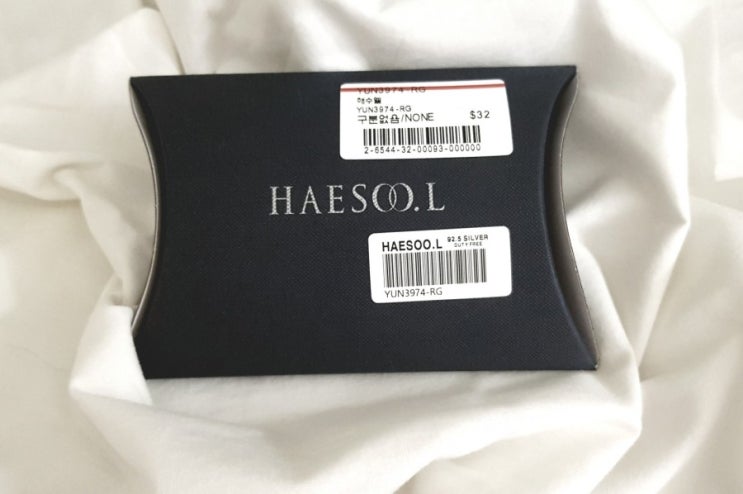 YUN3974-RG
해수엘
YUN3974-RG
구분없음/NONE $32
2-6544-32-00093-000000
HAESOO.L
HAESOO.L 92.5 SILVER
DUTY FREE
YUN3974-RG